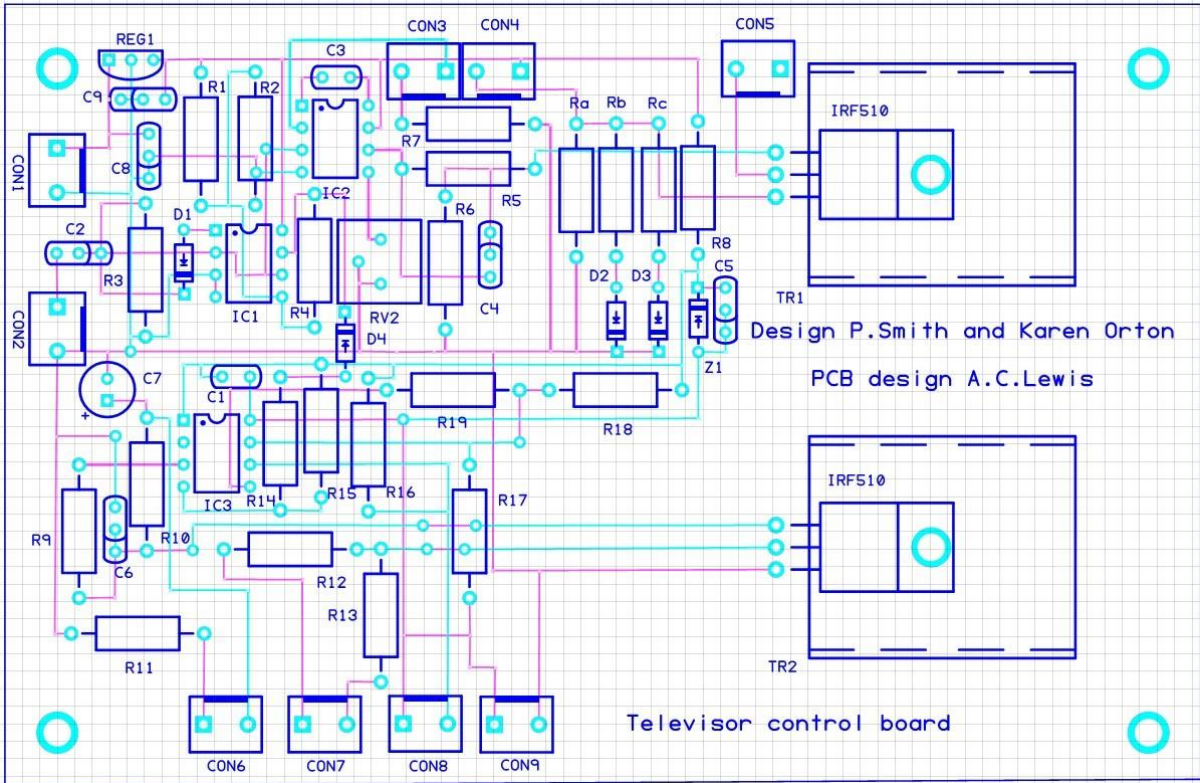 CON3 CON4 CON5
REG1
C3
R1 R2
C9
Ra Rb Rc
IRF510
R7
C8
CON1
IC2
R5
D1
R6
C2
R8
R3
D2 D3 C5
R4
C4
TR1
IC1
RV2
CON2
D4
Design P.Smith and Karen Orton
Z1
C7
PCB design A.C.Lewis
C1
+
R19
R18
IRF510
R14 R15 R16
R17
IC3
R9
R10
C6
R12
R13
R11
TR2
Televisor control board
CON6 CON7 CON8 CON9